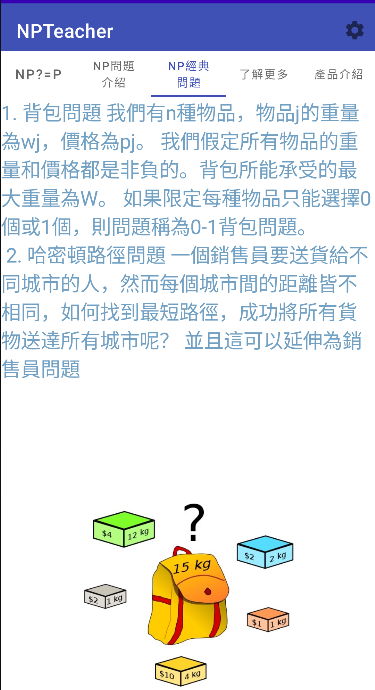 NPTeacher
NP?=P
NP問題
介紹
NP經典
問題
了解更多
產品介紹
1. 背包問題 我們有n種物品，物品j的重量
為wj，價格為pj。 我們假定所有物品的重
量和價格都是非負的。背包所能承受的最
大重量為W。 如果限定每種物品只能選擇0
個或1個，則問題稱為0-1背包問題。
2. 哈密頓路徑問題 一個銷售員要送貨給不
同城市的人，然而每個城市間的距離皆不
相同，如何找到最短路徑，成功將所有貨
物送達所有城市呢？ 並且這可以延伸為銷
售員問題
?
$4 12 kg
15 kg
$2 2 kg
$2 1 kg
$1 1 kg
$10 4 kg